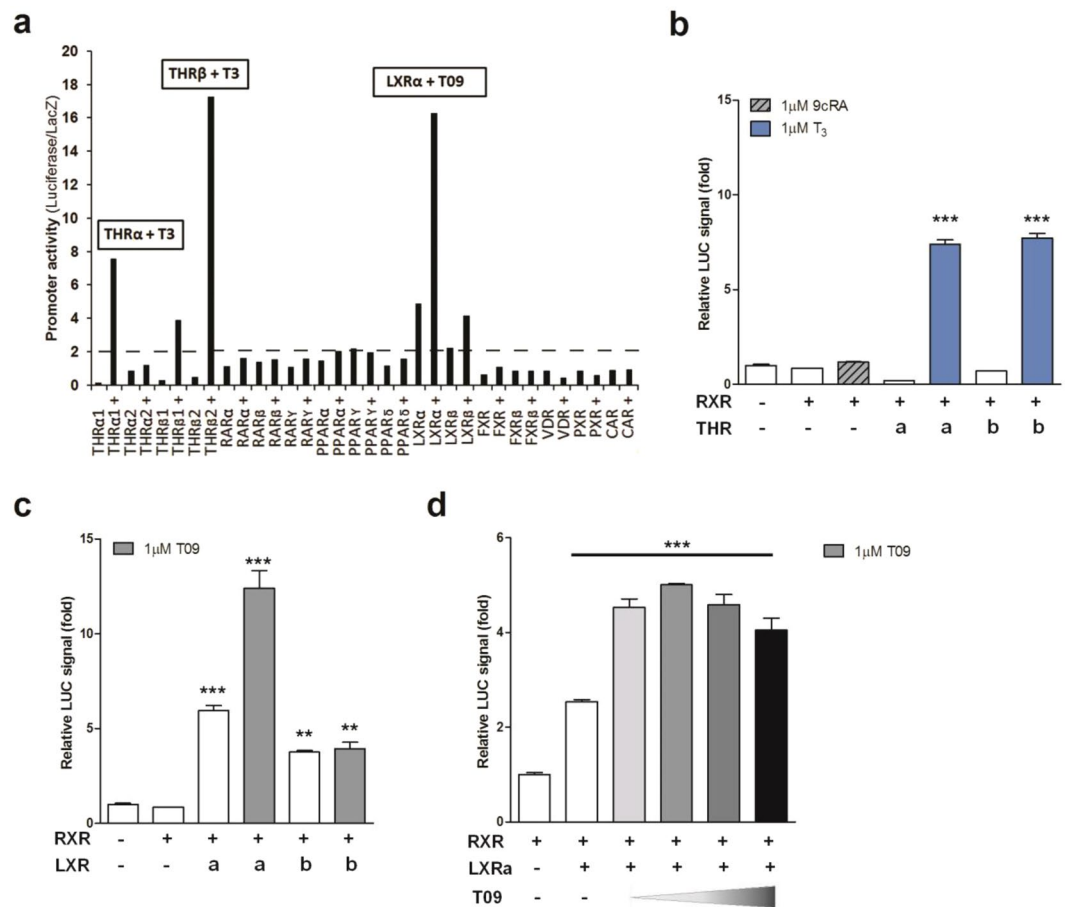 a
20
18
16
14
12
10
8
6
4
2
0
Promoter activity (Luciferase/LacZ)
THRα + T3
THRβ + T3
LXRα + T09
THRα1
THRα1 +
THRα2
THRα2 +
THRβ1
THRβ1 +
THRβ2
THRβ2 +
RARα
RARα +
RARβ
RARβ +
RARγ
RARγ +
PPARα
PPARα +
PPARγ
PPARγ +
PPARδ
PPARδ +
LXRα
LXRα +
LXRβ
LXRβ +
FXR
FXR +
FXRβ
FXRβ +
VDR
VDR +
PXR
PXR +
CAR
CAR +
b
15
10
5
0
Relative LUC signal (fold)
1μM 9cRA
1μM T3
*** ***
RXR - + + + + + +
THR - - - a a b b
c
15
10
5
0
Relative LUC signal (fold)
1μM T09
*** *** ** **
RXR - + + + + +
LXR - - a a b b
d
6
4
2
0
Relative LUC signal (fold)
***
1μM T09
RXR + + + + + +
LXRa - + + + + +
T09 - -